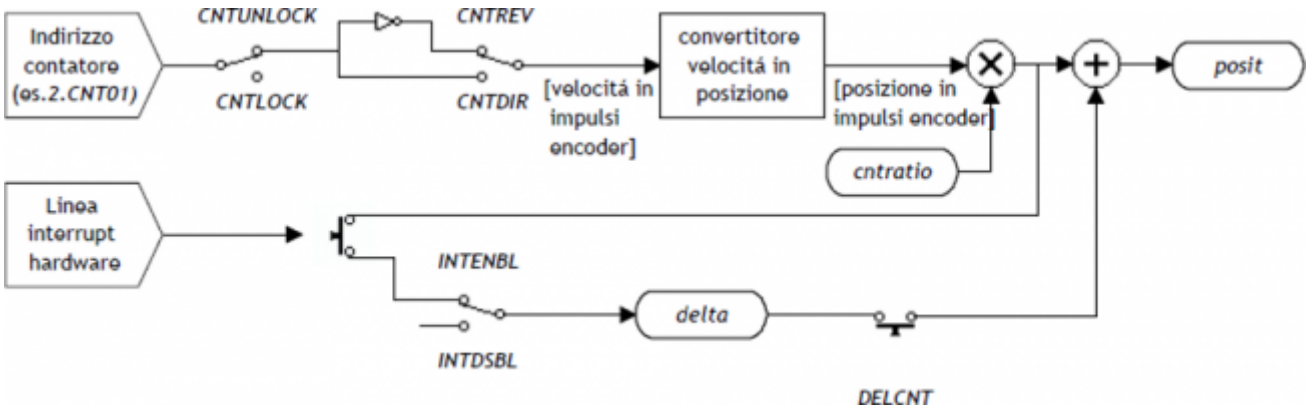 CNTUNLOCK
CNTREV
Indirizzo
contatore
(es.2.CNT01)
CNTLOCK
CNTDIR
[velocitá in
impulsi
encoder]
convertitore
velocitá in
posizione
[posizione in
impulsi encoder]
cntratio
posit
Linea
interrupt
hardware
INTENBL
INTDSBL
delta
DELCNT